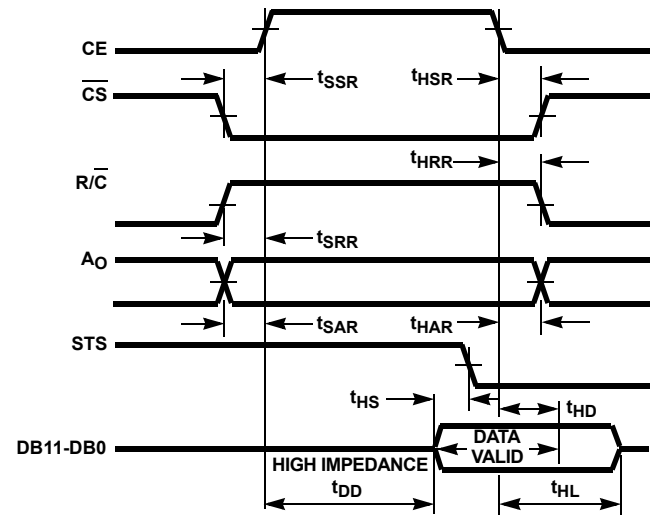 CE
tSSR
tHSR
CS
tHRR
R/C
tSRR
AO
tSAR
tHAR
STS
tHS
tHD
DB11-DB0
DATA
VALID
HIGH IMPEDANCE
tDD
tHL